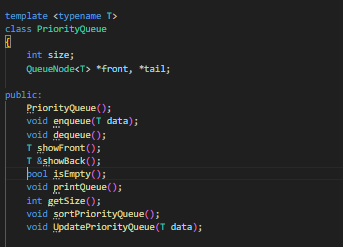 template <typename T>
class PriorityQueue
{
    int size;
    QueueNode<T> *front, *tail;

public:
    PriorityQueue();
    void enqueue(T data);
    void dequeue();
    T showFront();
    T &showBack();
    bool isEmpty();
    void printQueue();
    int getSize();
    void sortPriorityQueue();
    void UpdatePriorityQueue(T data);